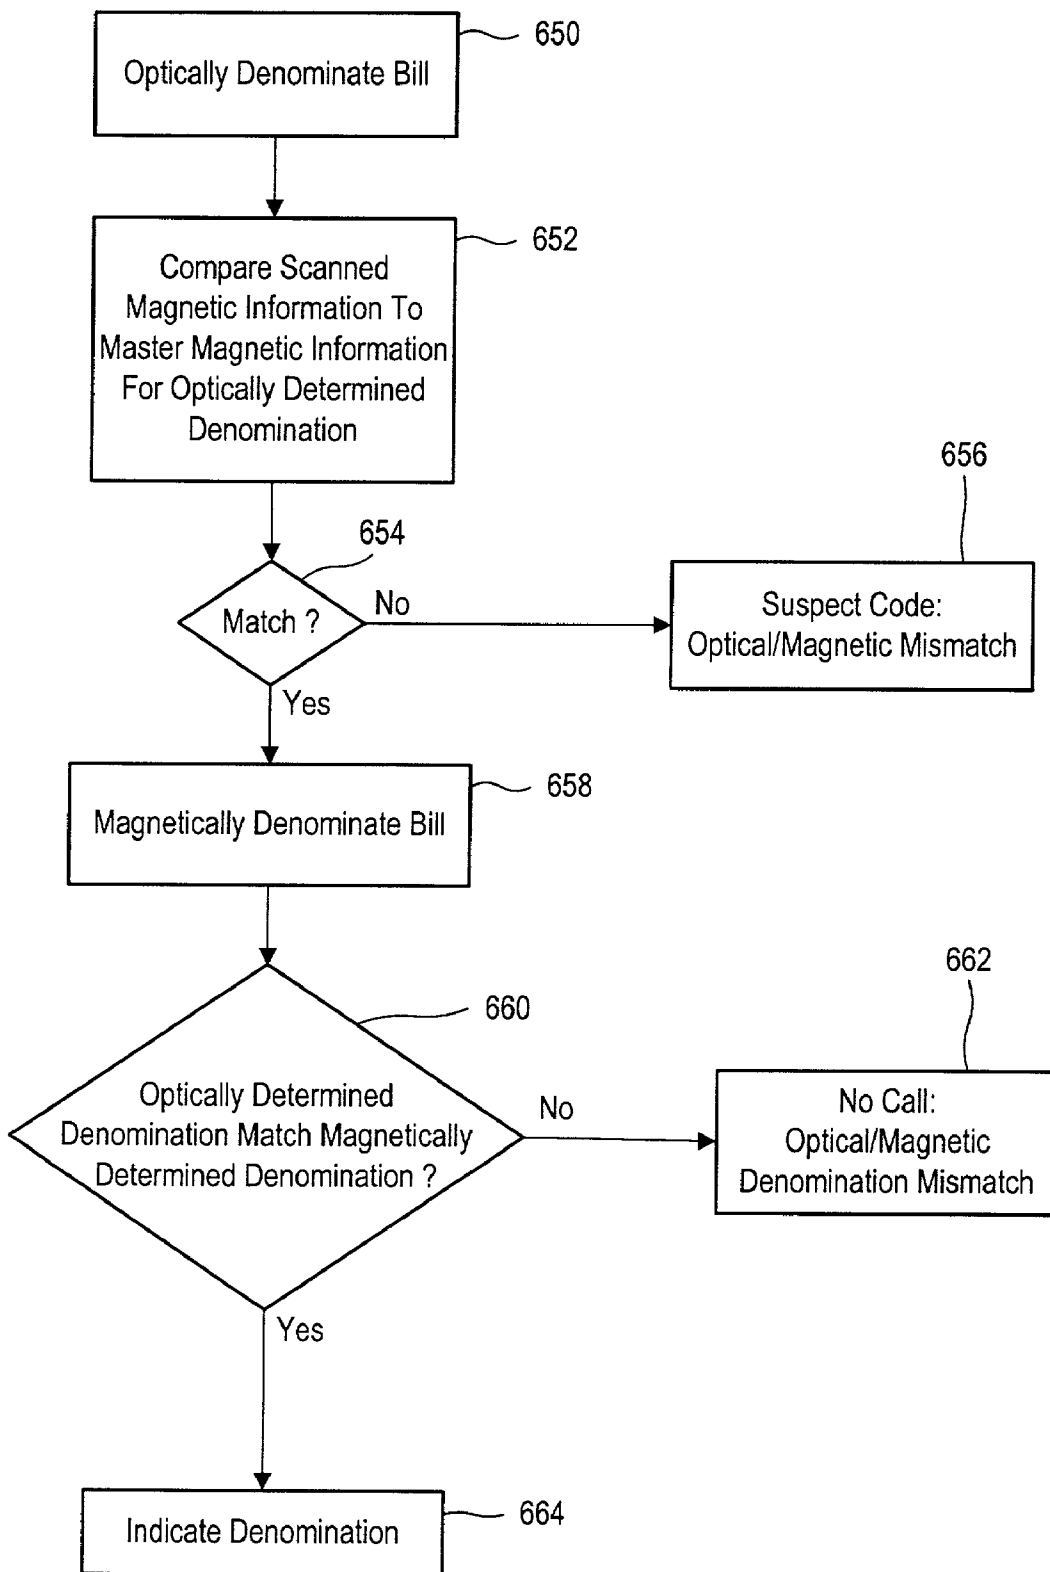 650
Optically Denominate Bill
652
Compare Scanned
Magnetic Information To
Master Magnetic Information
For Optically Determined
Denomination
654
Match ?
No
656
Suspect Code:
Optical/Magnetic Mismatch
Yes
658
Magnetically Denominate Bill
660
Optically Determined
Denomination Match Magnetically
Determined Denomination ?
No
662
No Call:
Optical/Magnetic
Denomination Mismatch
Yes
664
Indicate Denomination